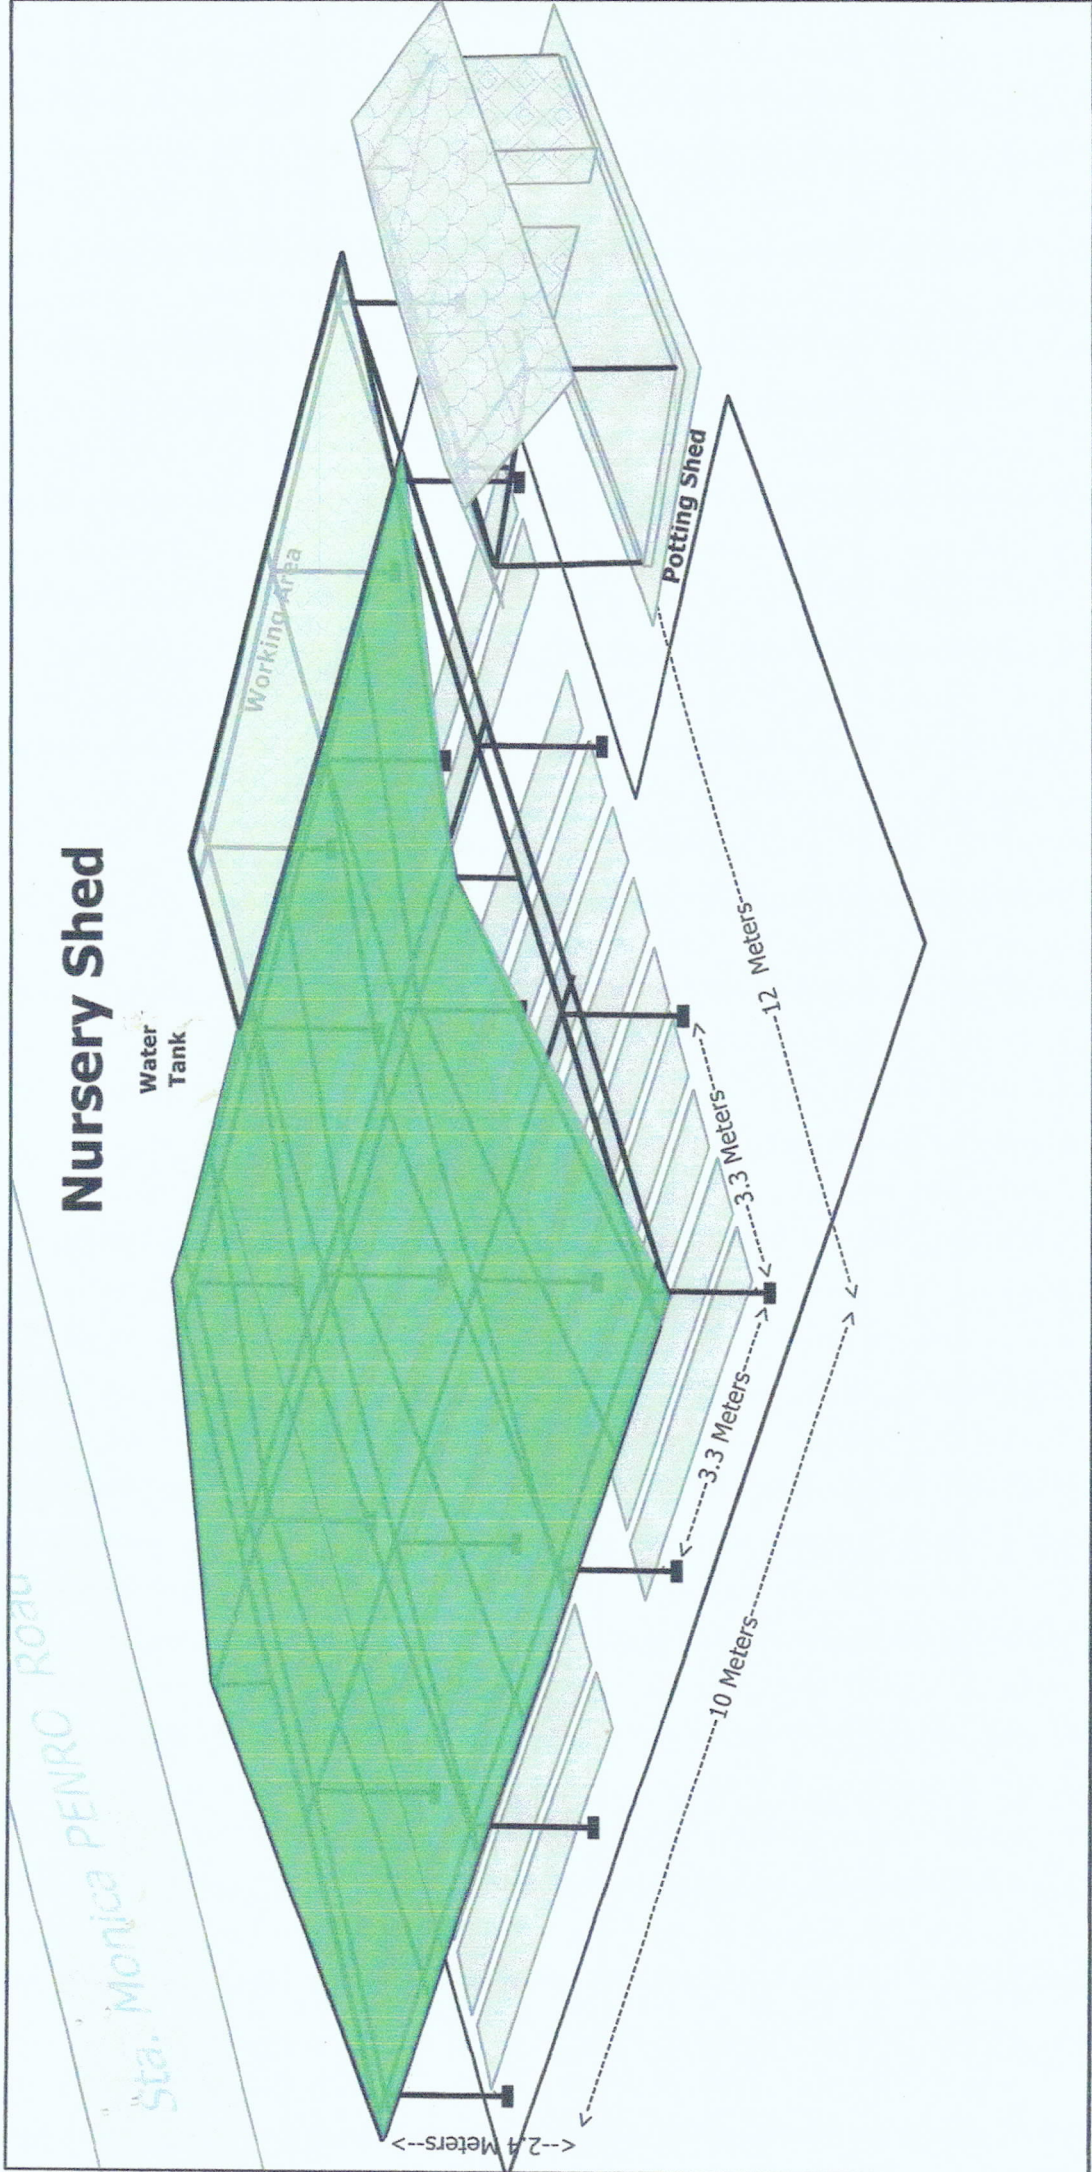 Nursery Shed
Water
Tank
Working Area
Potting Shed
Sta. Monica PENRO Road
<--2.4 Meters-->
<-----10 Meters----->
<----3.3 Meters---->
<----3.3 Meters---->
<-----12 Meters----->